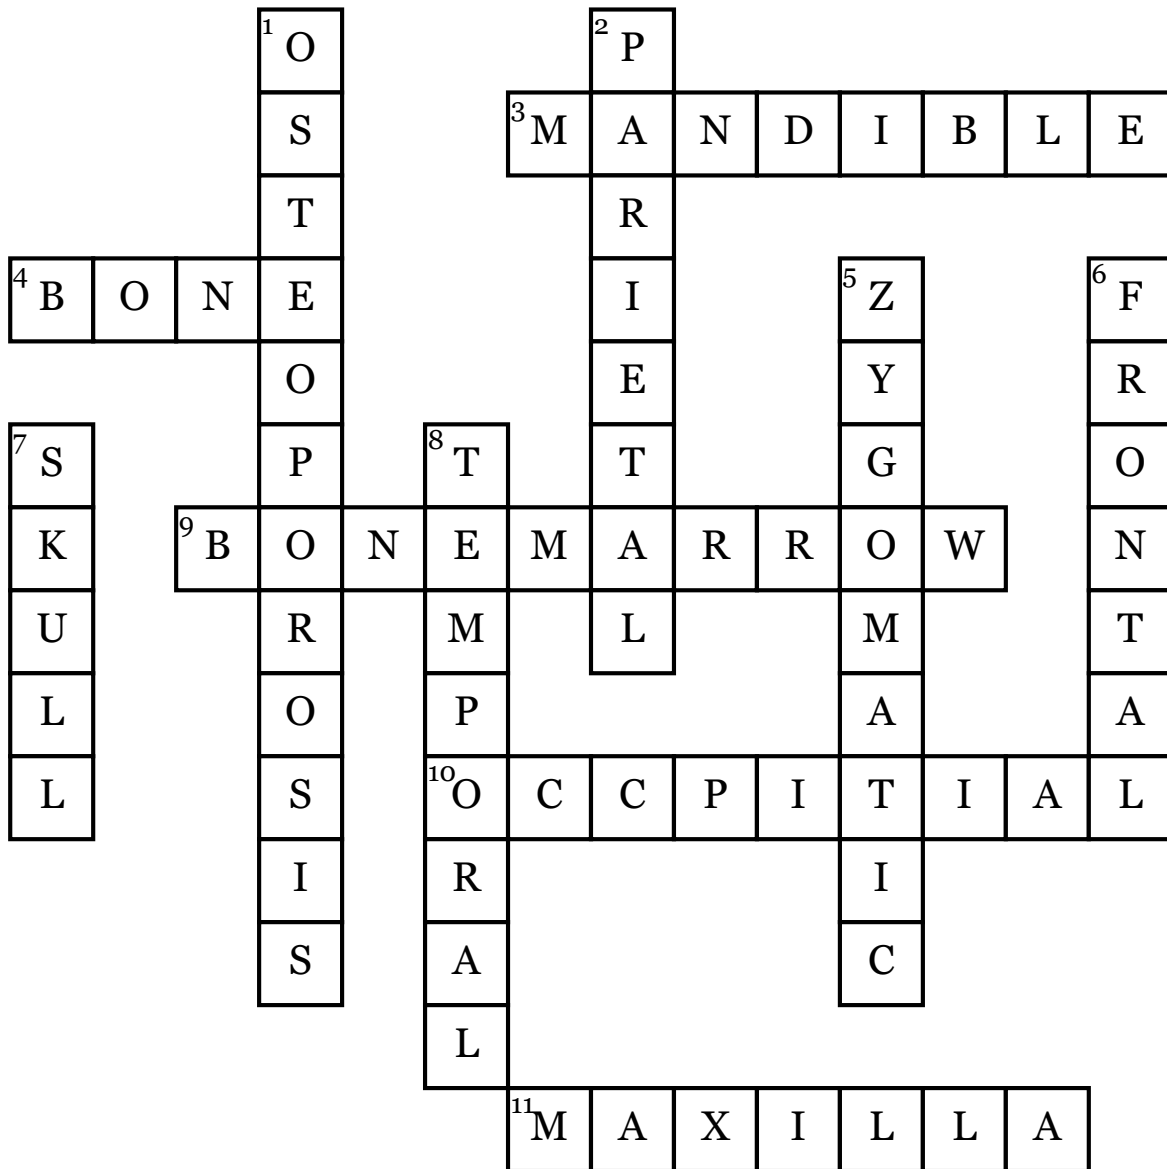 1 O 2 P
S 3 M A N D I B L E
T R
4 B O N E I 5 Z 6 F
O E Y R
7 S P 8 T T G O
K 9 B O N E M A R R O W N
U R M L M T
L O P A A
L S 10 O C C P I T I A L
I R I
S A C
L
11 M A X I L L A